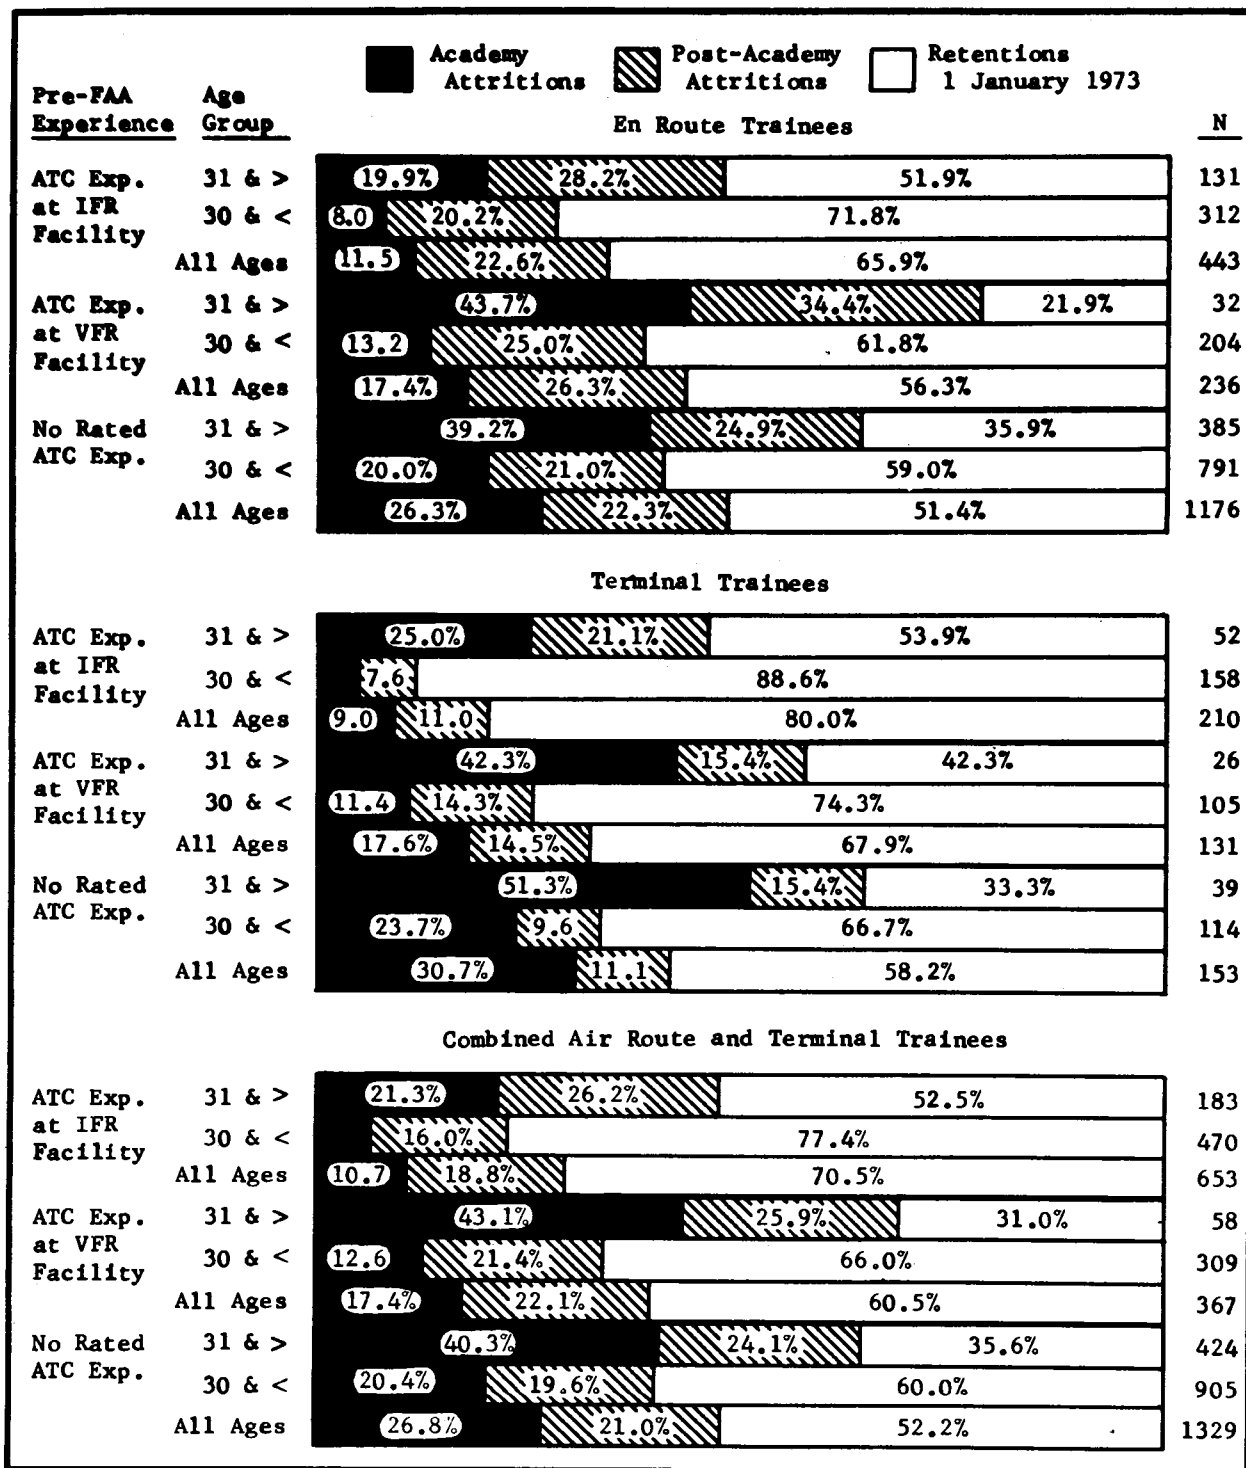 Academy Attritions
Post-Academy Attritions
Retentions 1 January 1973
Pre-FAA Experience
Age Group
En Route Trainees
N
ATC Exp. at IFR Facility
31 & > 19.9% 28.2% 51.9% 131
30 & < 8.0 20.2% 71.8% 312
All Ages 11.5 22.6% 65.9% 443
ATC Exp. at VFR Facility
31 & > 43.7% 34.4% 21.9% 32
30 & < 13.2 25.0% 61.8% 204
All Ages 17.4% 26.3% 56.3% 236
No Rated ATC Exp.
31 & > 39.2% 24.9% 35.9% 385
30 & < 20.0% 21.0% 59.0% 791
All Ages 26.3% 22.3% 51.4% 1176
Terminal Trainees
ATC Exp. at IFR Facility
31 & > 25.0% 21.1% 53.9% 52
30 & < 7.6 88.6% 158
All Ages 9.0 11.0 80.0% 210
ATC Exp. at VFR Facility
31 & > 42.3% 15.4% 42.3% 26
30 & < 11.4 14.3% 74.3% 105
All Ages 17.6% 14.5% 67.9% 131
No Rated ATC Exp.
31 & > 51.3% 15.4% 33.3% 39
30 & < 23.7% 9.6 66.7% 114
All Ages 30.7% 11.1 58.2% 153
Combined Air Route and Terminal Trainees
ATC Exp. at IFR Facility
31 & > 21.3% 26.2% 52.5% 183
30 & < 16.0% 77.4% 470
All Ages 10.7 18.8% 70.5% 653
ATC Exp. at VFR Facility
31 & > 43.1% 25.9% 31.0% 58
30 & < 12.6 21.4% 66.0% 309
All Ages 17.4% 22.1% 60.5% 367
No Rated ATC Exp.
31 & > 40.3% 24.1% 35.6% 424
30 & < 20.4% 19.6% 60.0% 905
All Ages 26.8% 21.0% 52.2% 1329